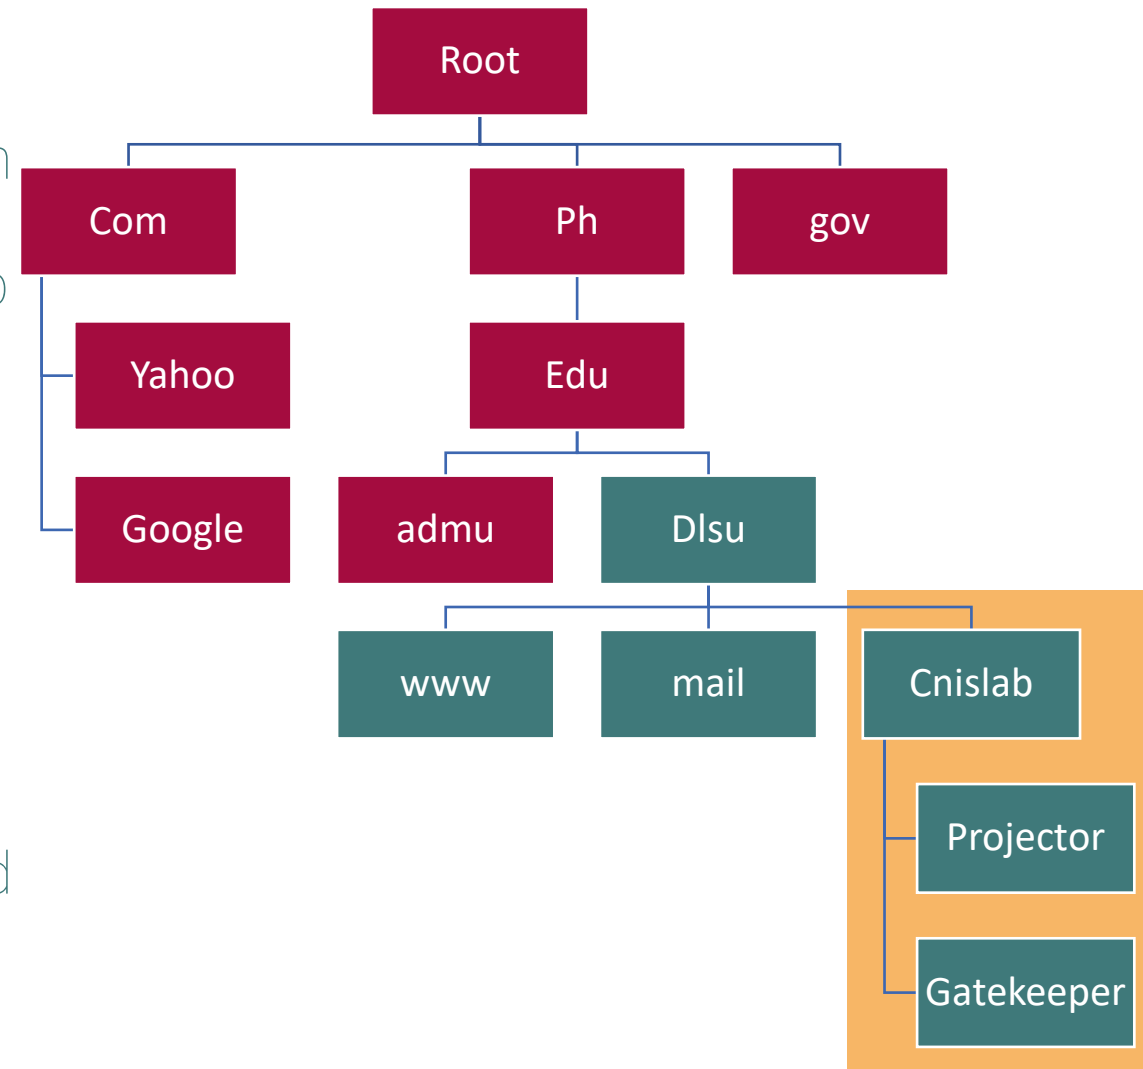 Root
Com
Ph
gov
Yahoo
Edu
Google
admu
Dlsu
www
mail
Cnislab
Projector
Gatekeeper